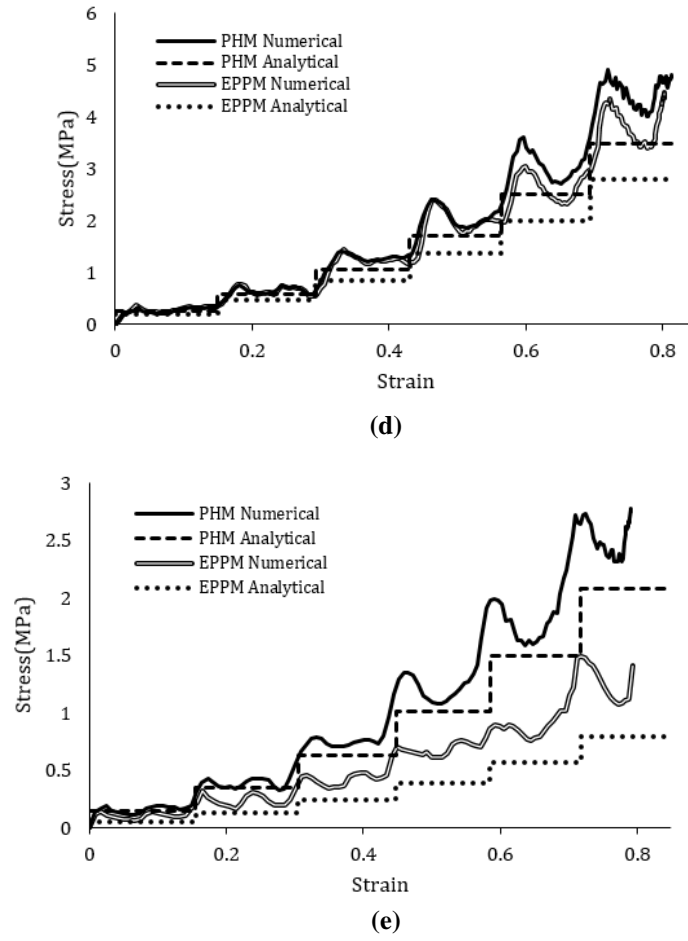 6
5
4
3
2
1
0
Stress(MPa)
PHM Numerical
PHM Analytical
EPPM Numerical
EPPM Analytical
0 0.2 0.4 0.6 0.8
Strain
(d)
3
2.5
2
1.5
1
0.5
0
Stress(MPa)
PHM Numerical
PHM Analytical
EPPM Numerical
EPPM Analytical
0 0.2 0.4 0.6 0.8
Strain
(e)